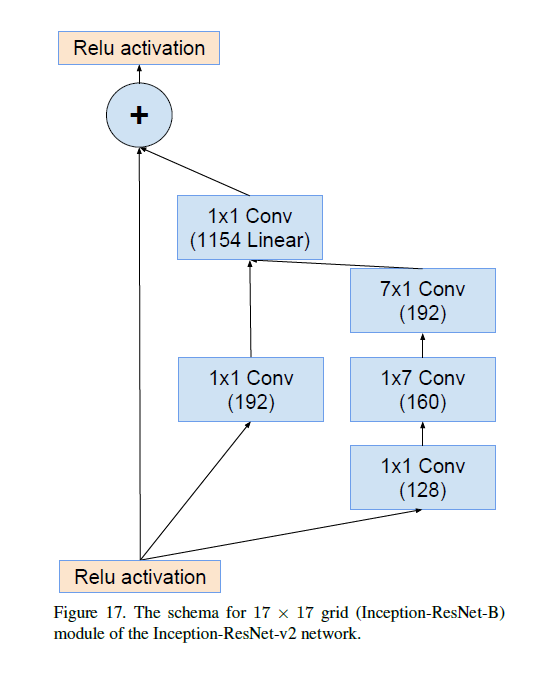 Relu activation
+
1x1 Conv
(1154 Linear)
7x1 Conv
(192)
1x1 Conv
(192)
1x7 Conv
(160)
1x1 Conv
(128)
Relu activation
Figure 17. The schema for 17 × 17 grid (Inception-ResNet-B)
module of the Inception-ResNet-v2 network.